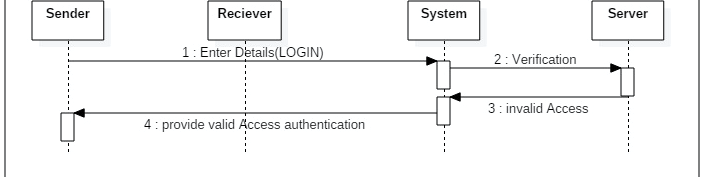 Sender Reciever System Server
1 : Enter Details(LOGIN)
2 : Verification
3 : invalid Access
4 : provide valid Access authentication